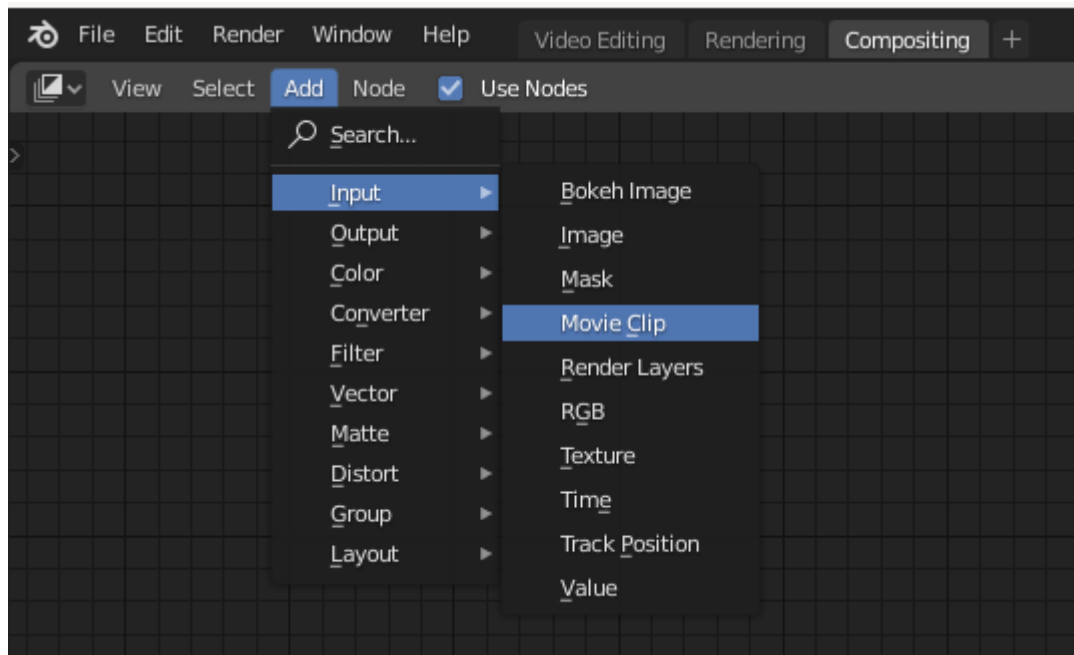 File Edit Render Window Help Video Editing Rendering Compositing +
View Select Add Node Use Nodes
Search...
Input
Output
Color
Converter
Filter
Vector
Matte
Distort
Group
Layout
Bokeh Image
Image
Mask
Movie Clip
Render Layers
RGB
Texture
Time
Track Position
Value